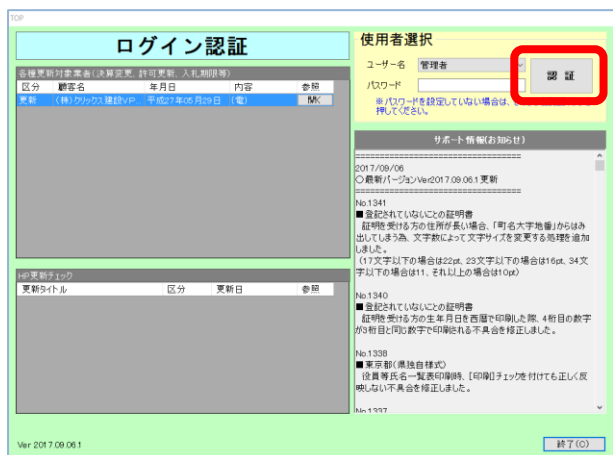 TOP
ログイン認証
各種更新対象業者(決算変更、許可更新、入札期限等)
区分 顧客名 年月日 内容 参照
更新 (株)クリックス建設VP.. 平成27年05月29日 (電)
HP更新チェック
更新タイトル 区分 更新日 参照
Ver 2017.09.06.1
使用者選択
ユーザー名 管理者
パスワード
認 証
※パスワードを設定していない場合は、
押してください。
サポート情報(お知らせ)
==================================
2017/09/06
○最新バージョンVer2017.09.06.1更新
==================================
No.1341
■登記されていないことの証明書
証明を受ける方の住所が長い場合、「町名大字地番」からはみ
出してしまう為、文字数によって文字サイズを変更する処理を追加
しました。
(17文字以下の場合は22pt、23文字以下の場合は16pt、34文
字以下の場合は11、それ以上の場合は10pt)
No.1340
■登記されていないことの証明書
証明を受ける方の生年月日を西暦で印刷した際、4桁目の数字
が3桁目と同じ数字で印刷される不具合を修正しました。
No.1338
■東京都(県独自様式)
役員等氏名一覧表印刷時、[印刷]チェックを付けても正しく反
映しない不具合を修正しました。
No.1337
終了(O)